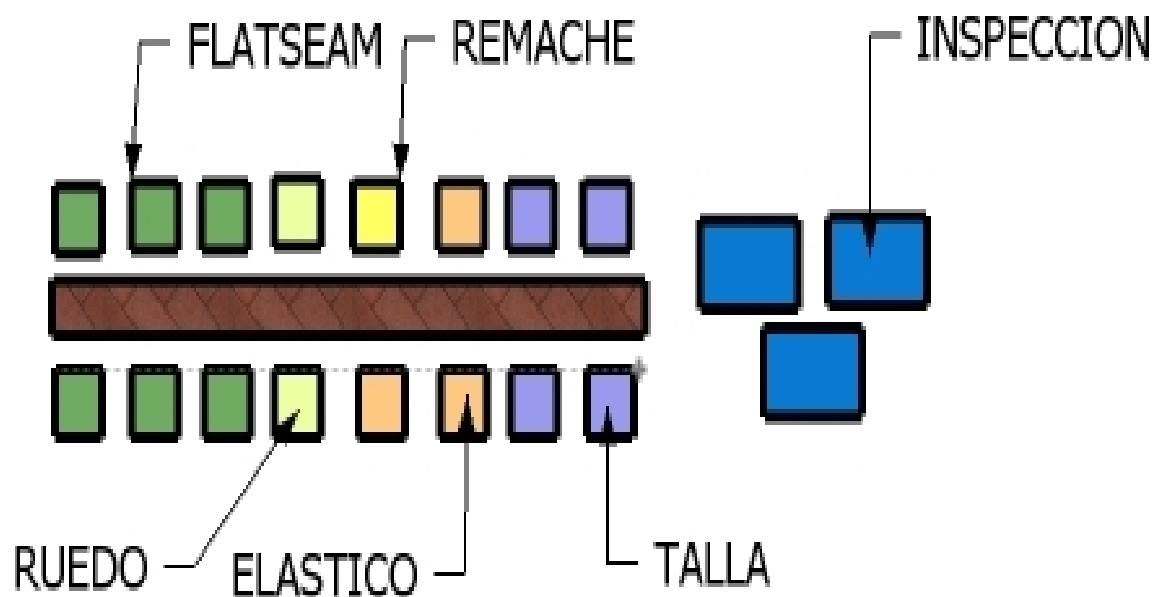 FLATSEAM
REMACHE
INSPECCION
RUEDO
ELASTICO
TALLA